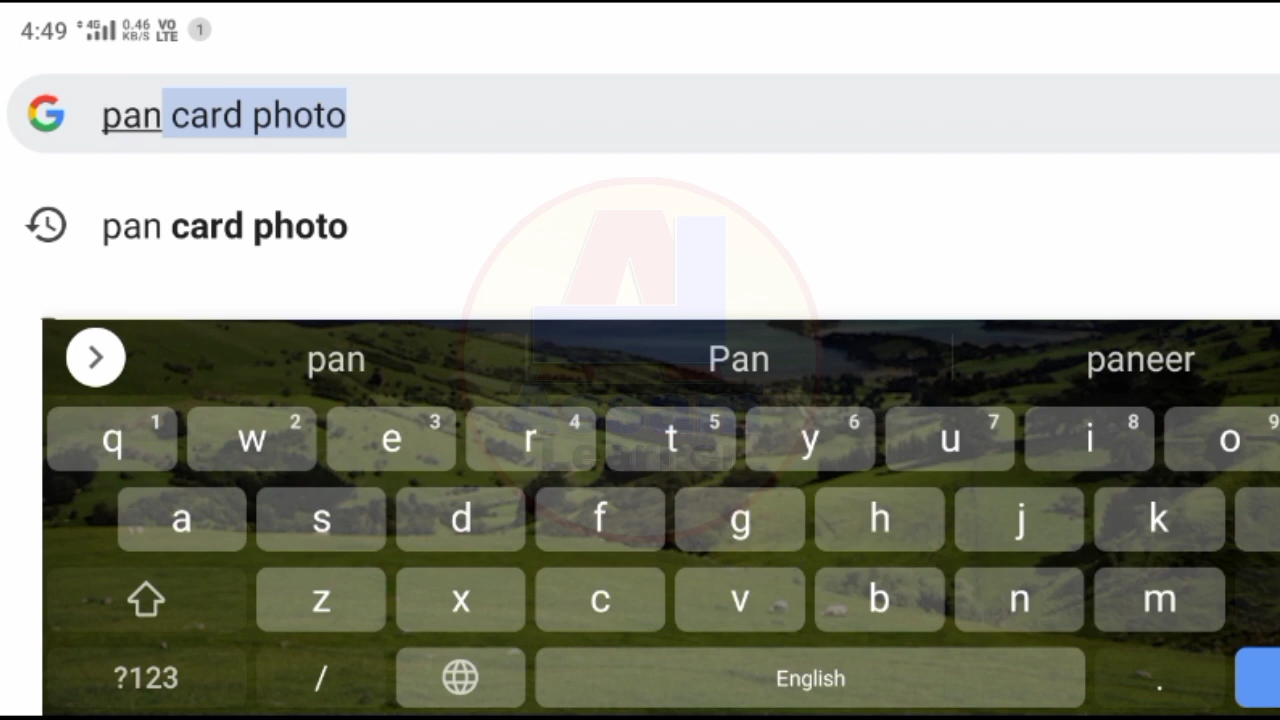 4:49 4G 0.46 KB/S VO LTE 1
pan card photo
pan card photo
pan Pan paneer
q 1 w 2 e 3 r 4 t 5 y 6 u 7 i 8 o 9
a s d f g h j k
z x c v b n m
?123 / English .